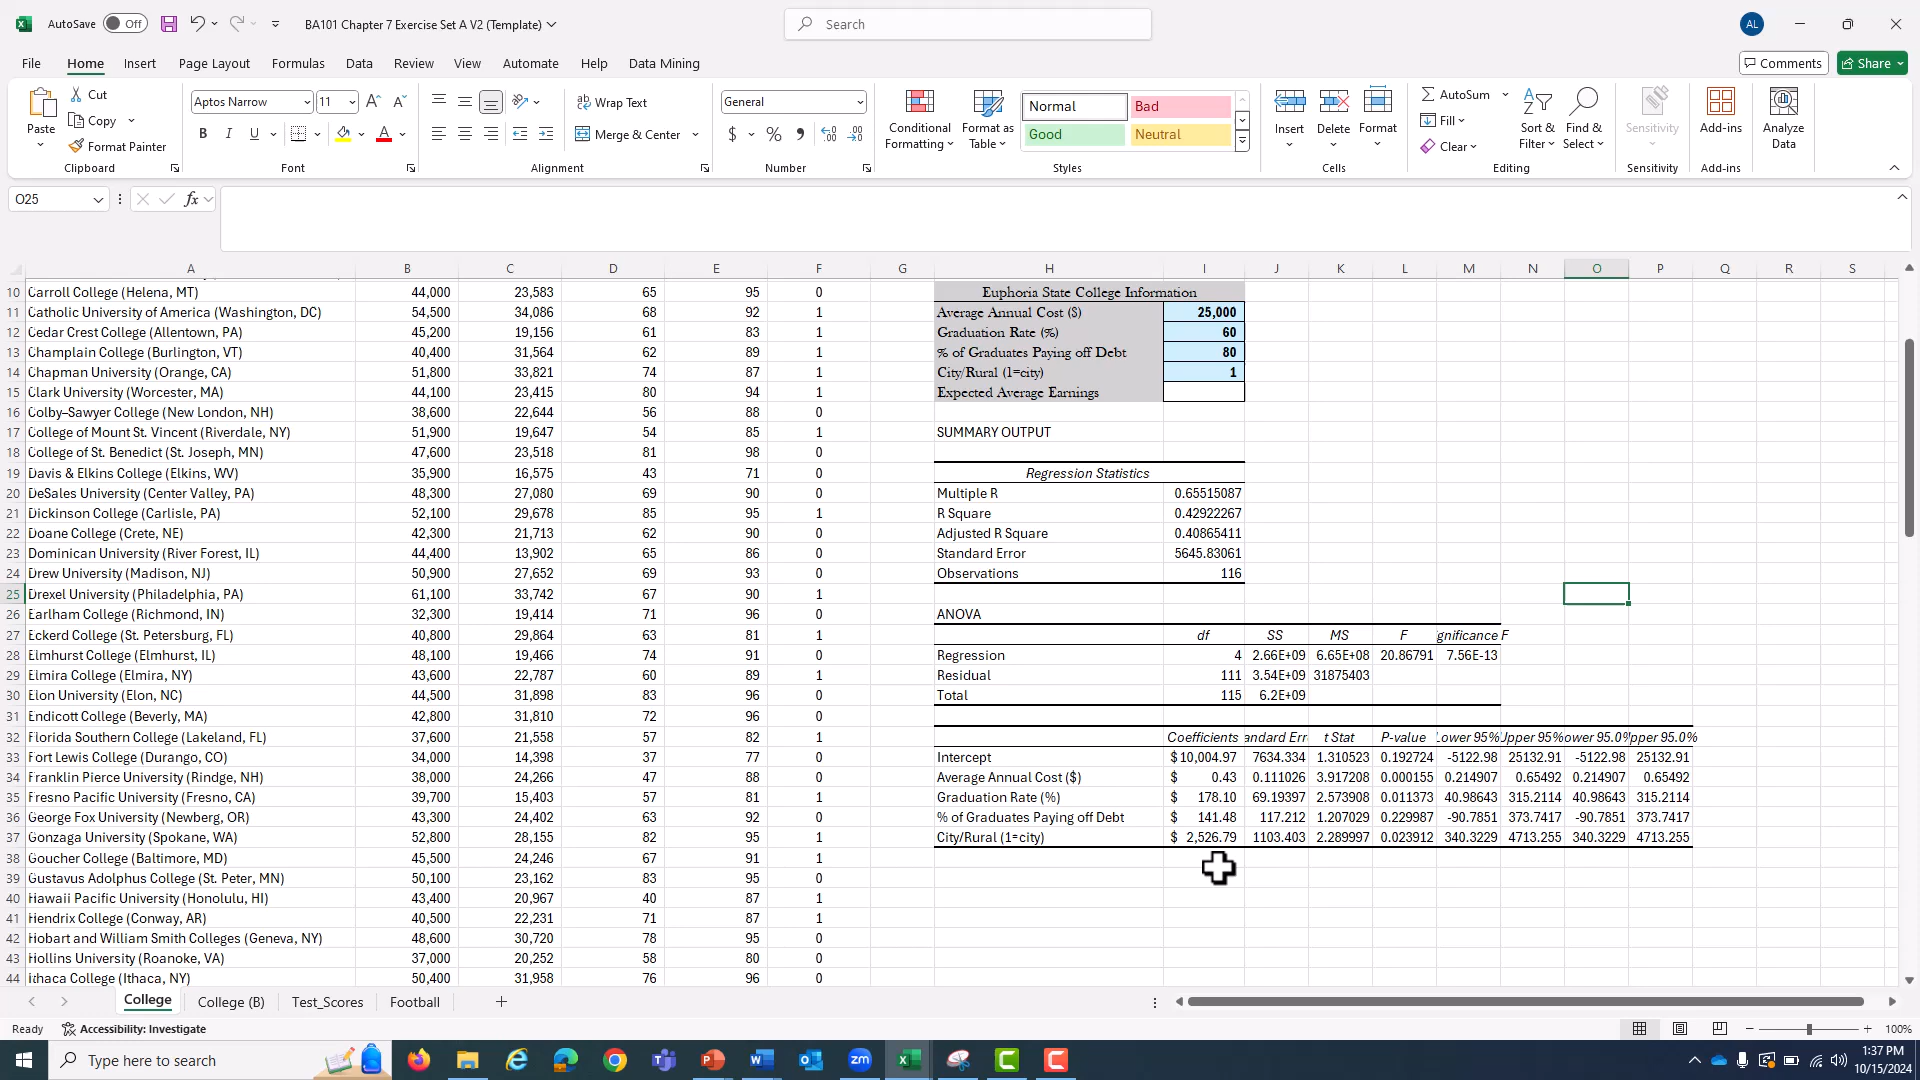 AutoSave Off BA101 Chapter 7 Exercise Set A V2 (Template) Search AL
File Home Insert Page Layout Formulas Data Review View Automate Help Data Mining Comments Share
Paste Cut Copy Format Painter Clipboard
Aptos Narrow 11 B I U A Font
Wrap Text Merge & Center Alignment
General $ % , Number
Conditional Formatting Format as Table Normal Bad Good Neutral Styles
Insert Delete Format Cells
AutoSum Fill Clear Sort & Filter Find & Select Editing
Sensitivity Sensitivity
Add-ins Add-ins
Analyze Data
O25 fx
A B C D E F G H I J K L M N O P Q R S
10 Carroll College (Helena, MT) 44,000 23,583 65 95 0 Euphoria State College Information
11 Catholic University of America (Washington, DC) 54,500 34,086 68 92 1 Average Annual Cost ($) 25,000
12 Cedar Crest College (Allentown, PA) 45,200 19,156 61 83 1 Graduation Rate (%) 60
13 Champlain College (Burlington, VT) 40,400 31,564 62 89 1 % of Graduates Paying off Debt 80
14 Chapman University (Orange, CA) 51,800 33,821 74 87 1 City/Rural (1=city) 1
15 Clark University (Worcester, MA) 44,100 23,415 80 94 1 Expected Average Earnings
16 Colby–Sawyer College (New London, NH) 38,600 22,644 56 88 0
17 College of Mount St. Vincent (Riverdale, NY) 51,900 19,647 54 85 1 SUMMARY OUTPUT
18 College of St. Benedict (St. Joseph, MN) 47,600 23,518 81 98 0
19 Davis & Elkins College (Elkins, WV) 35,900 16,575 43 71 0 Regression Statistics
20 DeSales University (Center Valley, PA) 48,300 27,080 69 90 0 Multiple R 0.65515087
21 Dickinson College (Carlisle, PA) 52,100 29,678 85 95 1 R Square 0.42922267
22 Doane College (Crete, NE) 42,300 21,713 62 90 0 Adjusted R Square 0.40865411
23 Dominican University (River Forest, IL) 44,400 13,902 65 86 0 Standard Error 5645.83061
24 Drew University (Madison, NJ) 50,900 27,652 69 93 0 Observations 116
25 Drexel University (Philadelphia, PA) 61,100 33,742 67 90 1
26 Earlham College (Richmond, IN) 32,300 19,414 71 96 0 ANOVA
27 Eckerd College (St. Petersburg, FL) 40,800 29,864 63 81 1 df SS MS F gnificance F
28 Elmhurst College (Elmhurst, IL) 48,100 19,466 74 91 0 Regression 4 2.66E+09 6.65E+08 20.86791 7.56E-13
29 Elmira College (Elmira, NY) 43,600 22,787 60 89 1 Residual 111 3.54E+09 31875403
30 Elon University (Elon, NC) 44,500 31,898 83 96 0 Total 115 6.2E+09
31 Endicott College (Beverly, MA) 42,800 31,810 72 96 0
32 Florida Southern College (Lakeland, FL) 37,600 21,558 57 82 1 Coefficients andard Err t Stat P-value Lower 95% Upper 95% ower 95.0% pper 95.0%
33 Fort Lewis College (Durango, CO) 34,000 14,398 37 77 0 Intercept $10,004.97 7634.334 1.310523 0.192724 -5122.98 25132.91 -5122.98 25132.91
34 Franklin Pierce University (Rindge, NH) 38,000 24,266 47 88 0 Average Annual Cost ($) $ 0.43 0.111026 3.917208 0.000155 0.214907 0.65492 0.214907 0.65492
35 Fresno Pacific University (Fresno, CA) 39,700 15,403 57 81 1 Graduation Rate (%) $ 178.10 69.19397 2.573908 0.011373 40.98643 315.2114 40.98643 315.2114
36 George Fox University (Newberg, OR) 43,300 24,402 63 92 0 % of Graduates Paying off Debt $ 141.48 117.212 1.207029 0.229987 -90.7851 373.7417 -90.7851 373.7417
37 Gonzaga University (Spokane, WA) 52,800 28,155 82 95 1 City/Rural (1=city) $ 2,526.79 1103.403 2.289997 0.023912 340.3229 4713.255 340.3229 4713.255
38 Goucher College (Baltimore, MD) 45,500 24,246 67 91 1
39 Gustavus Adolphus College (St. Peter, MN) 50,100 23,162 83 95 0
40 Hawaii Pacific University (Honolulu, HI) 43,400 20,967 40 87 1
41 Hendrix College (Conway, AR) 40,500 22,231 71 87 1
42 Hobart and William Smith Colleges (Geneva, NY) 48,600 30,720 78 95 0
43 Hollins University (Roanoke, VA) 37,000 20,252 58 80 0
44 Ithaca College (Ithaca, NY) 50,400 31,958 76 96 0
College College (B) Test_Scores Football
Ready Accessibility: Investigate 100%
Type here to search 1:37 PM
10/15/2024